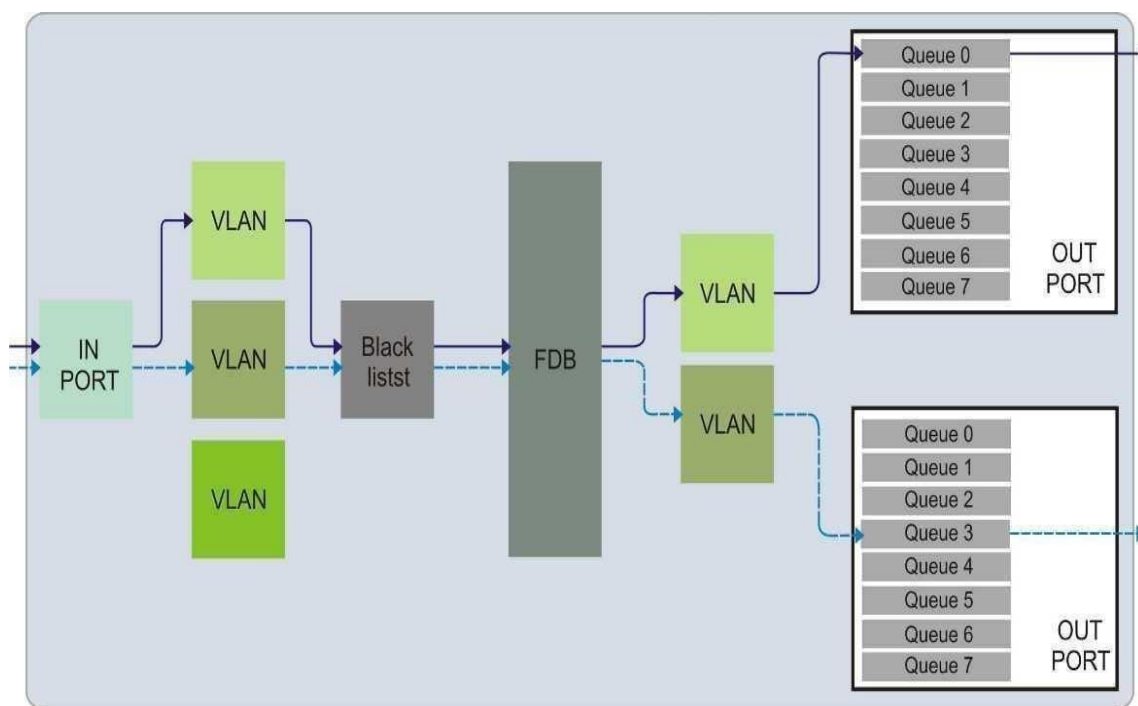 IN
PORT
VLAN
VLAN
VLAN
Black
listst
FDB
VLAN
VLAN
Queue 0
Queue 1
Queue 2
Queue 3
Queue 4
Queue 5
Queue 6
Queue 7
OUT
PORT
Queue 0
Queue 1
Queue 2
Queue 3
Queue 4
Queue 5
Queue 6
Queue 7
OUT
PORT